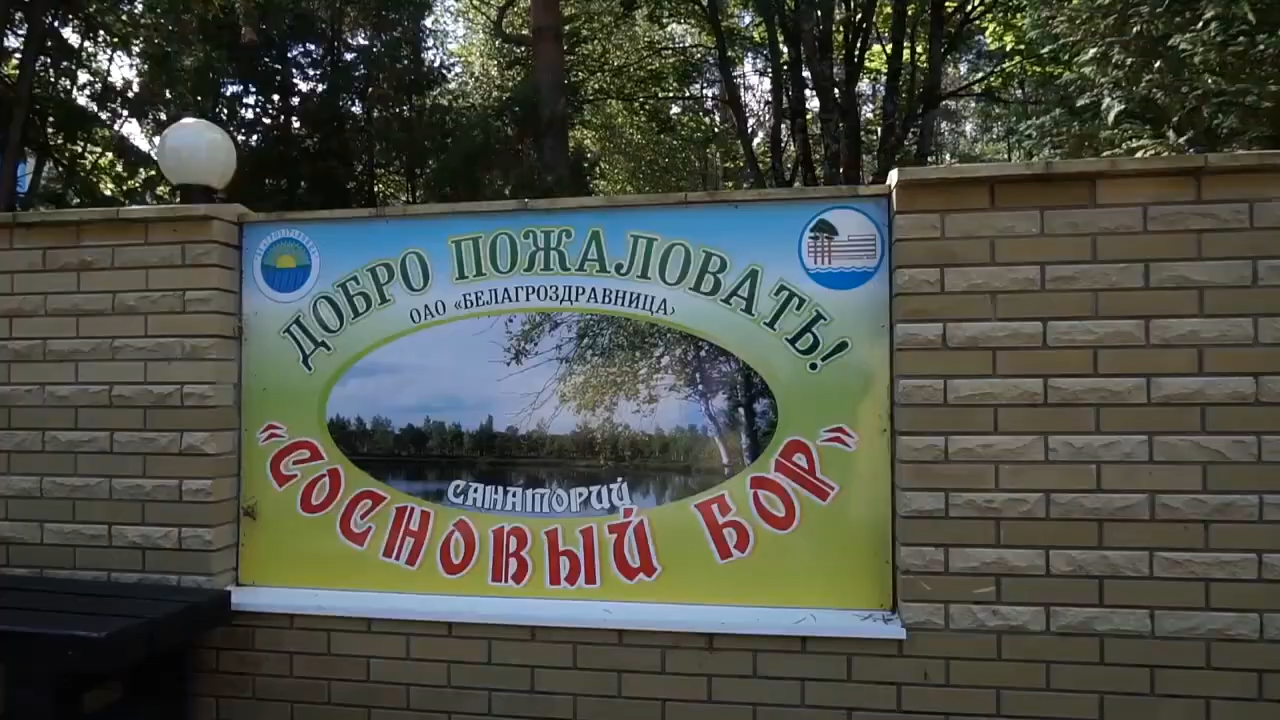 ДОБРО ПОЖАЛОВАТЬ!
ОАО «БЕЛАГРОЗДРАВНИЦА»
САНАТОРИЙ
"СОСНОВЫЙ БОР"